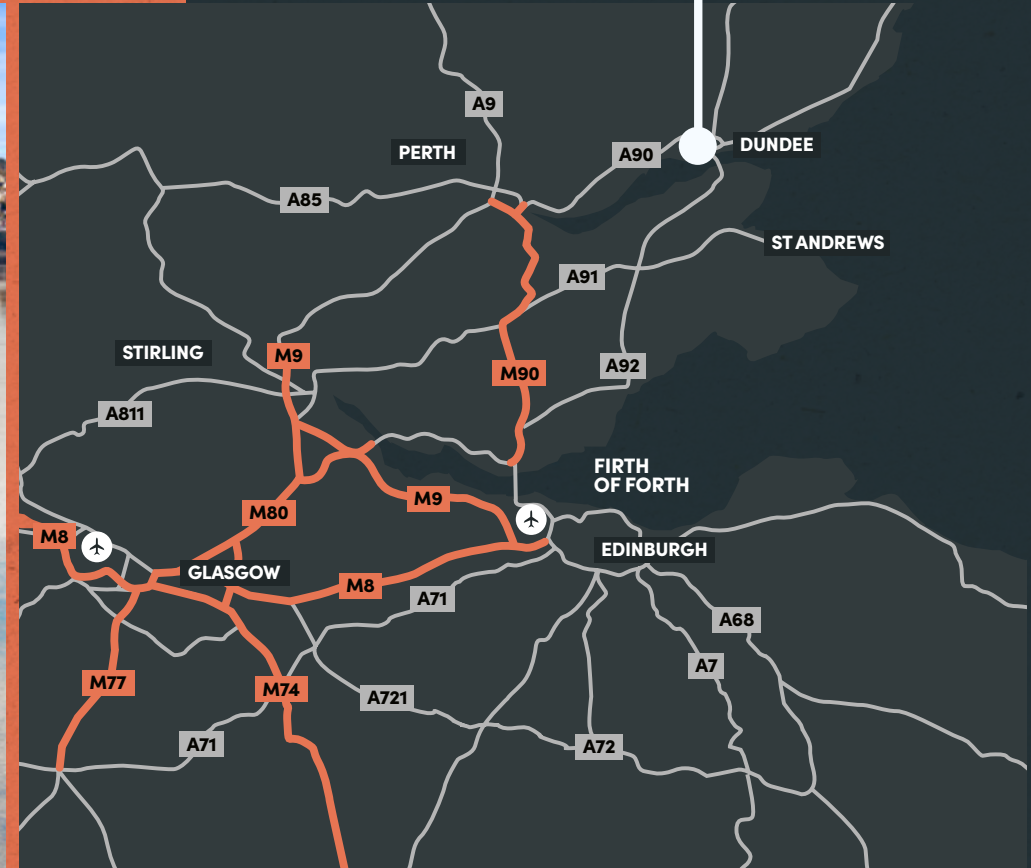 A9
PERTH
A90
DUNDEE
A85
ST ANDREWS
A91
STIRLING
M9
M90
A92
A811
FIRTH
OF FORTH
M9
M80
M8
EDINBURGH
GLASGOW
M8
A71
A68
A7
M77
M74
A721
A71
A72